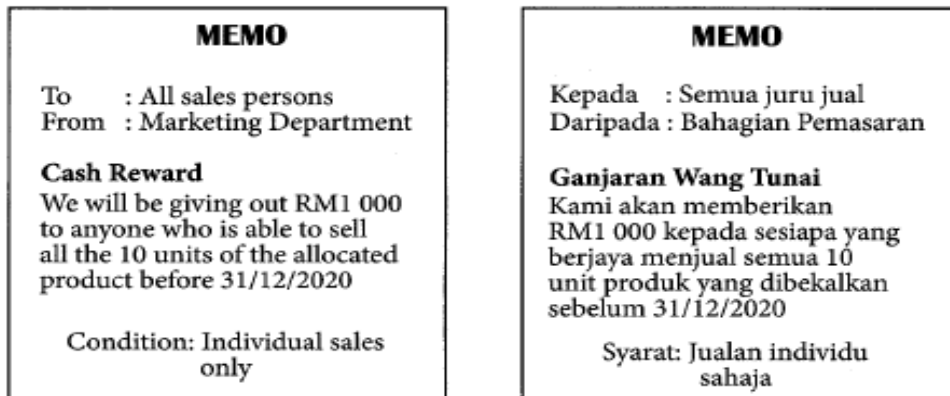 MEMO
To : All sales persons
From : Marketing Department
Cash Reward
We will be giving out RM1 000
to anyone who is able to sell
all the 10 units of the allocated
product before 31/12/2020
Condition: Individual sales
only
MEMO
Kepada : Semua juru jual
Daripada : Bahagian Pemasaran
Ganjaran Wang Tunai
Kami akan memberikan
RM1 000 kepada sesiapa yang
berjaya menjual semua 10
unit produk yang dibekalkan
sebelum 31/12/2020
Syarat: Jualan individu
sahaja